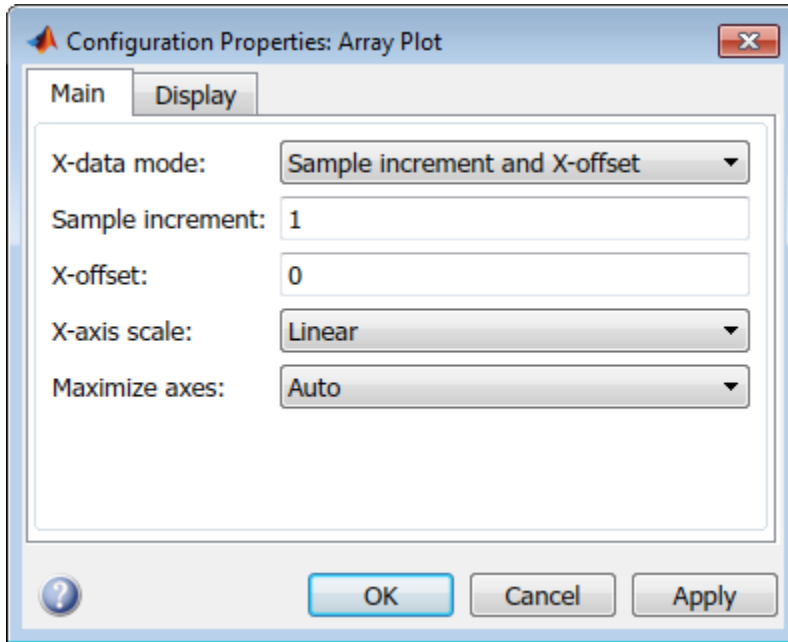 Configuration Properties: Array Plot
Main Display
X-data mode: Sample increment and X-offset
Sample increment: 1
X-offset: 0
X-axis scale: Linear
Maximize axes: Auto
? OK Cancel Apply